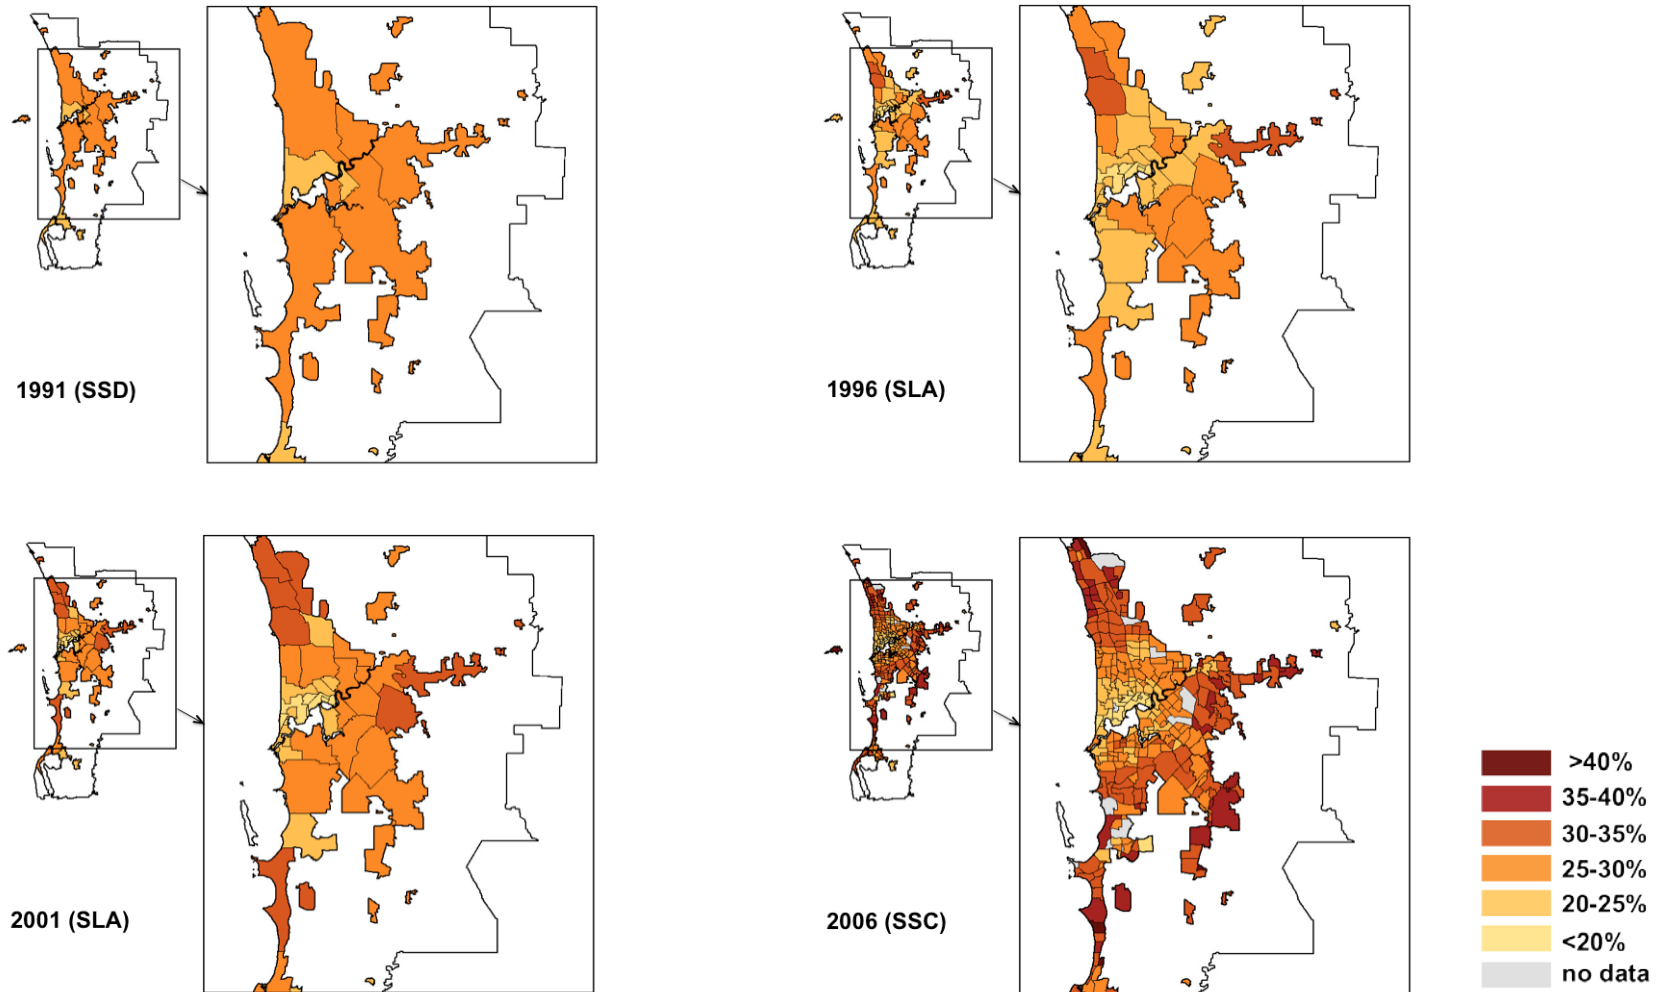 1991 (SSD)
1996 (SLA)
2001 (SLA)
2006 (SSC)
>40%
35-40%
30-35%
25-30%
20-25%
<20%
no data